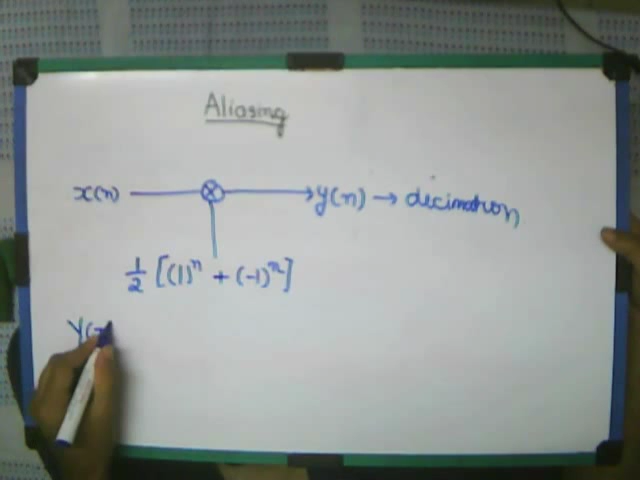 Aliasing
x(n) → y(n) → decimation
1/2 [(1)^n + (-1)^n]
Y(z